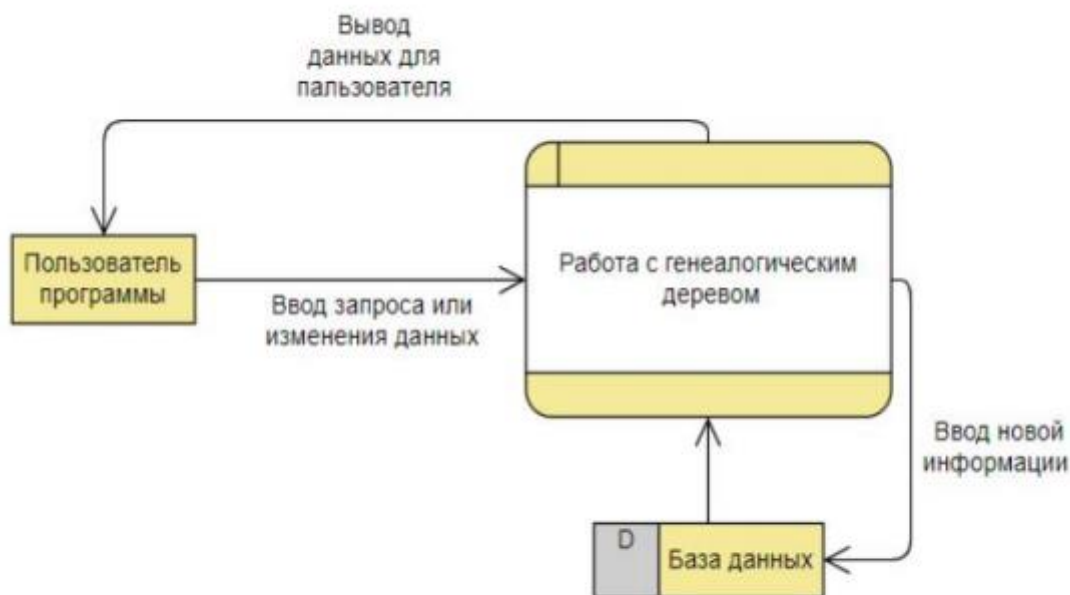 Вывод
данных для
пальзователя
Пользователь
программы
Ввод запроса или
изменения данных
Работа с генеалогическим
деревом
Ввод новой
информации
D
База данных